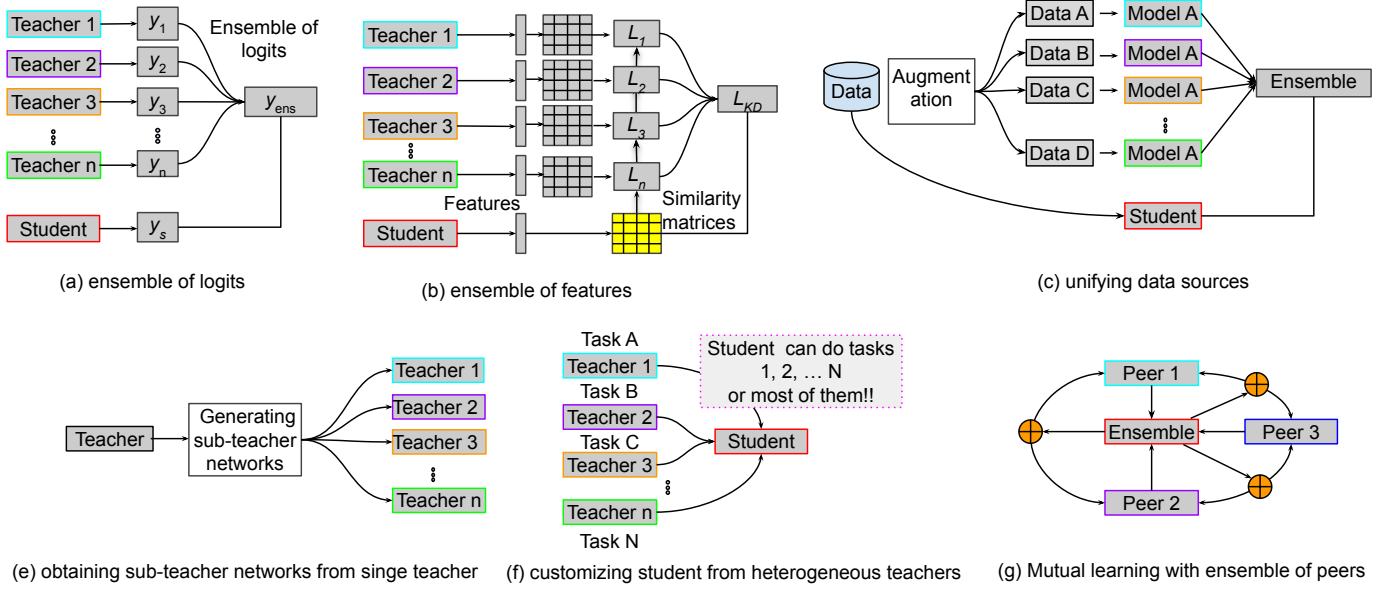 Teacher 1
y1
Ensemble of
logits
Teacher 2
y2
Teacher 3
y3
yens
Teacher n
yn
Student
ys
(a) ensemble of logits
Teacher 1
L1
Teacher 2
L2
LKD
Teacher 3
L3
Teacher n
Ln
Features
Similarity
matrices
Student
(b) ensemble of features
Data
Augment
ation
Data A
Model A
Data B
Model A
Data C
Model A
Data D
Model A
Ensemble
Student
(c) unifying data sources
Teacher
Generating
sub-teacher
networks
Teacher 1
Teacher 2
Teacher 3
Teacher n
(e) obtaining sub-teacher networks from singe teacher
Task A
Teacher 1
Student can do tasks
1, 2, ... N
or most of them!!
Task B
Teacher 2
Task C
Teacher 3
Student
Teacher n
Task N
(f) customizing student from heterogeneous teachers
Peer 1
Ensemble
Peer 3
Peer 2
(g) Mutual learning with ensemble of peers